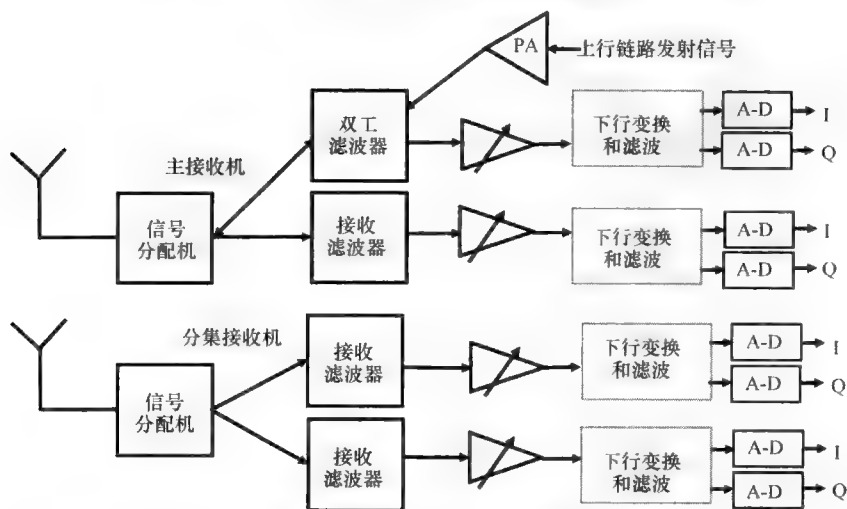 PA
上行链路发射信号
双工
滤波器
下行变换
和滤波
A-D
I
A-D
Q
主接收机
信号
分配机
接收
滤波器
下行变换
和滤波
A-D
I
A-D
Q
分集接收机
信号
分配机
接收
滤波器
下行变换
和滤波
A-D
I
A-D
Q
接收
滤波器
下行变换
和滤波
A-D
I
A-D
Q